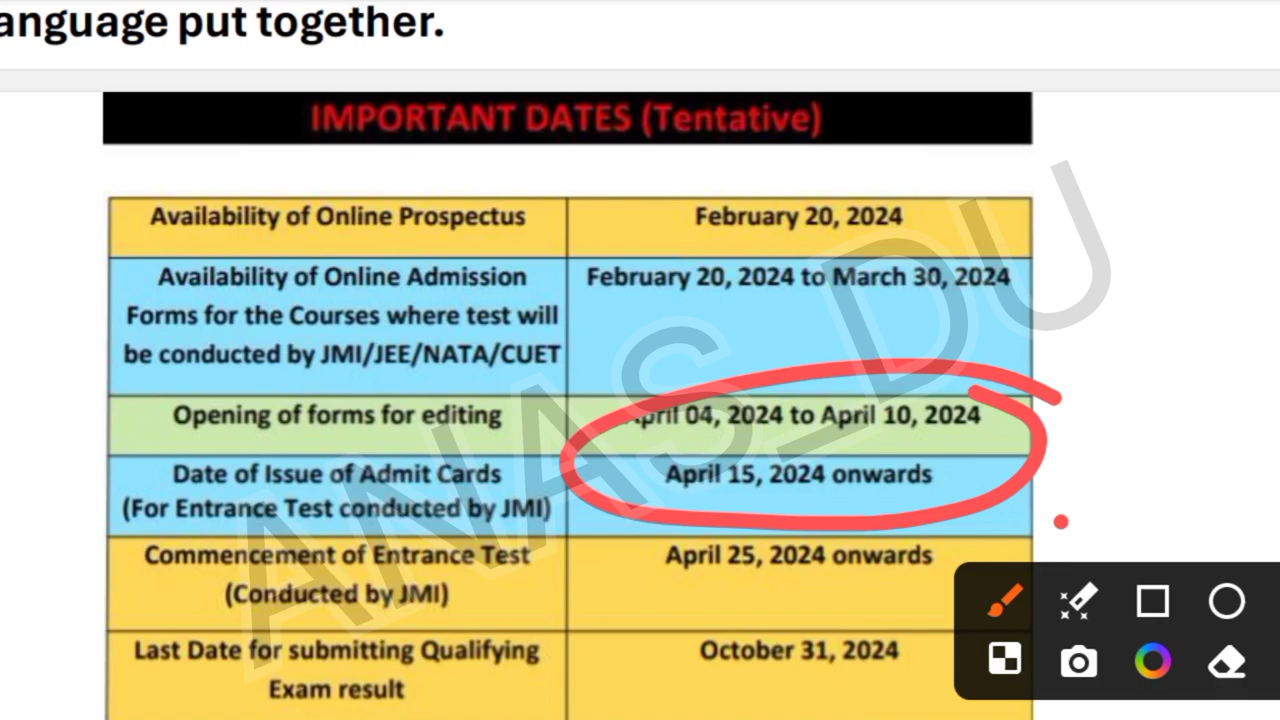 anguage put together.
IMPORTANT DATES (Tentative)
Availability of Online Prospectus
February 20, 2024
Availability of Online Admission
Forms for the Courses where test will
be conducted by JMI/JEE/NATA/CUET
February 20, 2024 to March 30, 2024
Opening of forms for editing
April 04, 2024 to April 10, 2024
Date of Issue of Admit Cards
(For Entrance Test conducted by JMI)
April 15, 2024 onwards
Commencement of Entrance Test
(Conducted by JMI)
April 25, 2024 onwards
Last Date for submitting Qualifying
Exam result
October 31, 2024
ANAS_DU